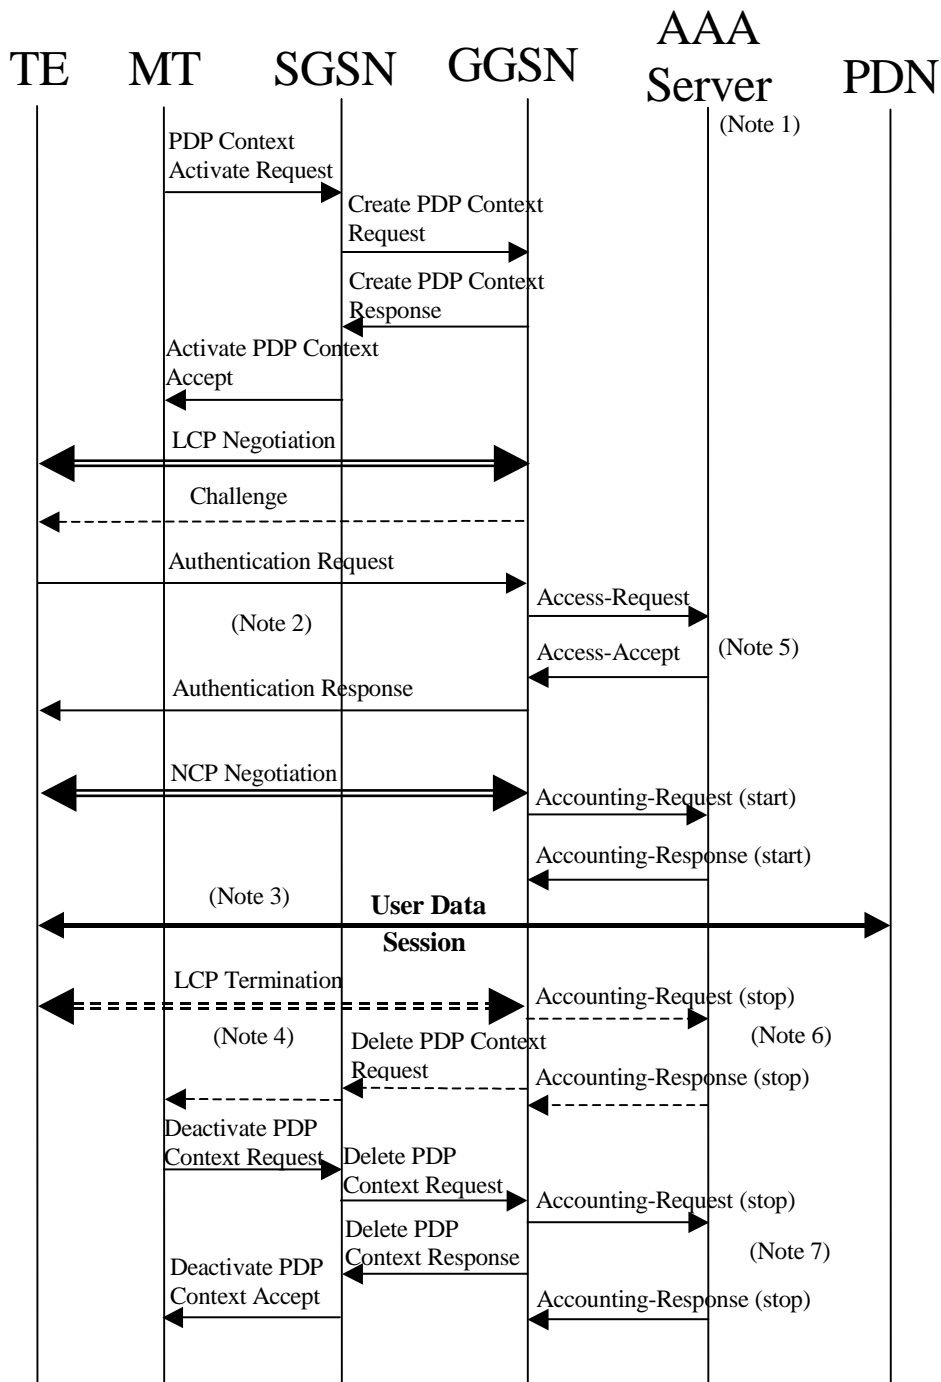 TE
MT
SGSN
GGSN
AAA
Server
PDN
(Note 1)
PDP Context
Activate Request
Create PDP Context
Request
Create PDP Context
Response
Activate PDP Context
Accept
LCP Negotiation
Challenge
Authentication Request
Access-Request
(Note 2)
Access-Accept
(Note 5)
Authentication Response
NCP Negotiation
Accounting-Request (start)
Accounting-Response (start)
(Note 3)
User Data
Session
LCP Termination
Accounting-Request (stop)
(Note 4)
(Note 6)
Delete PDP Context
Request
Accounting-Response (stop)
Deactivate PDP
Context Request
Delete PDP
Context Request
Accounting-Request (stop)
Delete PDP
Context Response
(Note 7)
Deactivate PDP
Context Accept
Accounting-Response (stop)